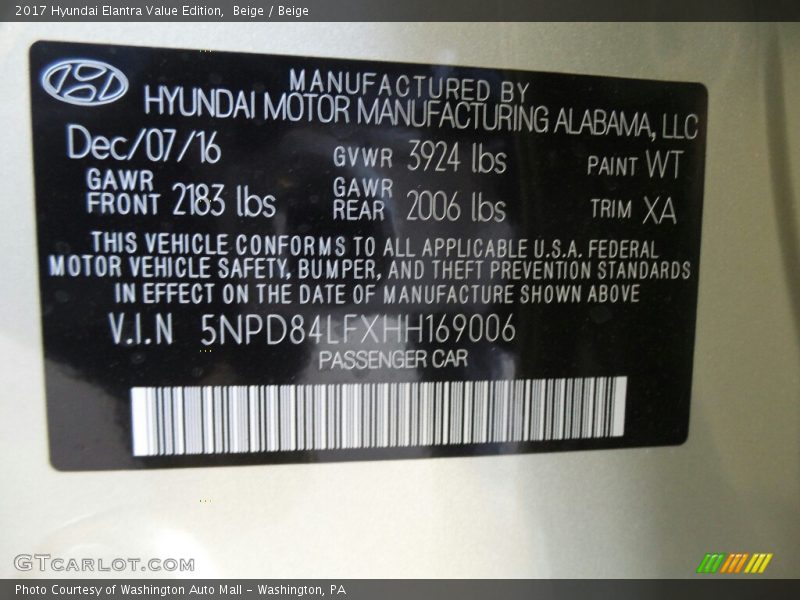 2017 Hyundai Elantra Value Edition,  Beige / Beige
MANUFACTURED BY
HYUNDAI MOTOR MANUFACTURING ALABAMA, LLC
Dec/07/16 GVWR 3924 lbs PAINT WT
GAWR FRONT 2183 lbs GAWR REAR 2006 lbs TRIM XA
THIS VEHICLE CONFORMS TO ALL APPLICABLE U.S.A. FEDERAL
MOTOR VEHICLE SAFETY, BUMPER, AND THEFT PREVENTION STANDARDS
IN EFFECT ON THE DATE OF MANUFACTURE SHOWN ABOVE
V.I.N 5NPD84LFXHH169006
PASSENGER CAR
GTCARLOT.COM
Photo Courtesy of Washington Auto Mall - Washington, PA